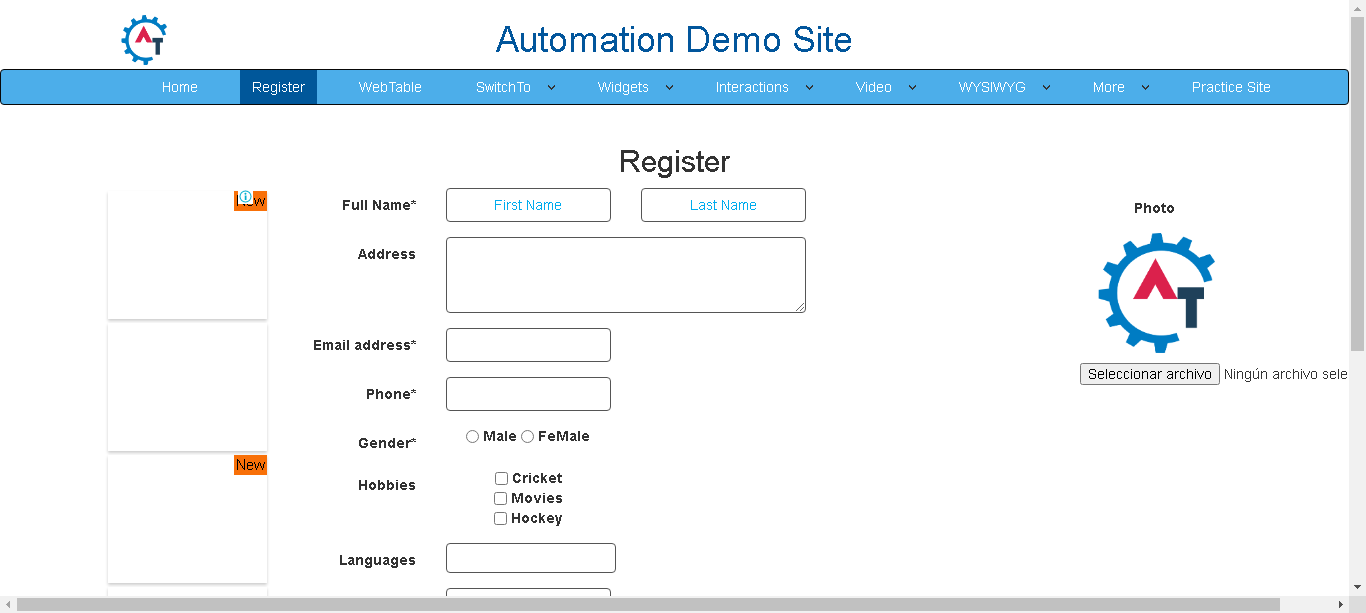 Automation Demo Site
Home Register WebTable SwitchTo Widgets Interactions Video WYSIWYG More Practice Site
Register
New
Full Name* First Name Last Name
Photo
Address
Email address*
Seleccionar archivo Ningún archivo sele
Phone*
Gender* Male FeMale
New
Hobbies Cricket
Movies
Hockey
Languages